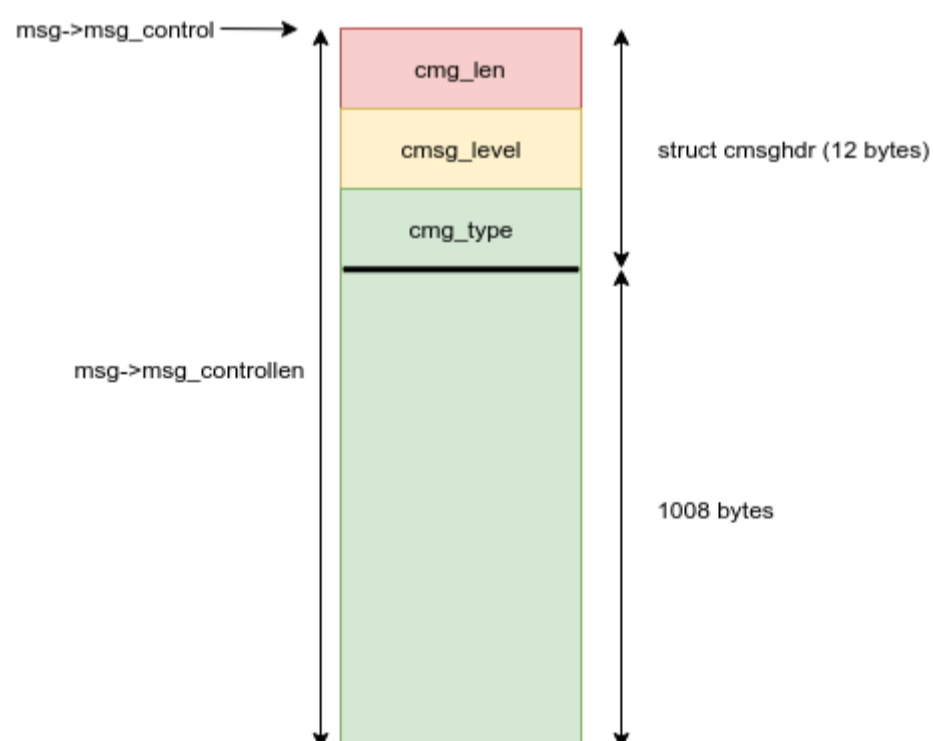 msg->msg_control
cmg_len
cmsg_level
struct cmsghdr (12 bytes)
cmg_type
msg->msg_controllen
1008 bytes